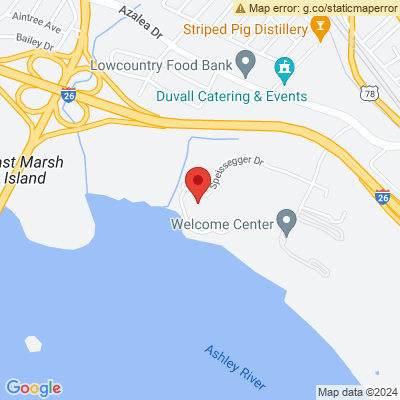 Map error: g.co/staticmaperror
Aintree Ave
Bailey Dr
Azalea Dr
Striped Pig Distillery
Lowcountry Food Bank
26
Duvall Catering & Events
78
ast Marsh
Island
Speissegger Dr
26
Welcome Center
Ashley River
Google
Map data ©2024